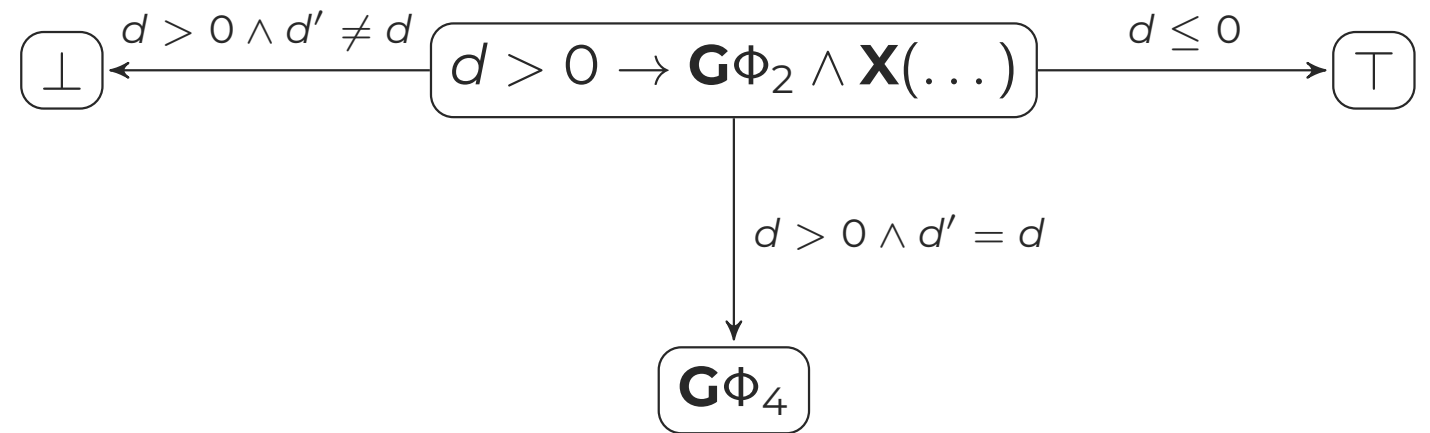 d > 0 ∧ d′ ≠ d
d ≤ 0
⊥
d > 0 → GΦ₂ ∧ X(. . . )
⊤
d > 0 ∧ d′ = d
GΦ₄